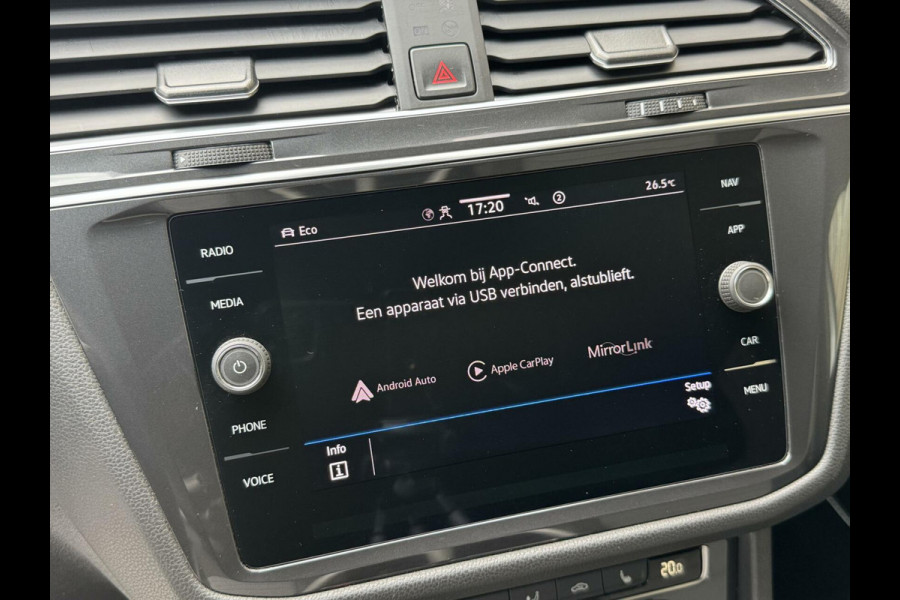 NAV
26.5°C
17:20
2
Eco
RADIO
APP
Welkom bij App-Connect.
Een apparaat via USB verbinden, alstublieft.
MEDIA
CAR
MirrorLink
Apple CarPlay
Android Auto
Setup
MENU
PHONE
Info
VOICE
20.0